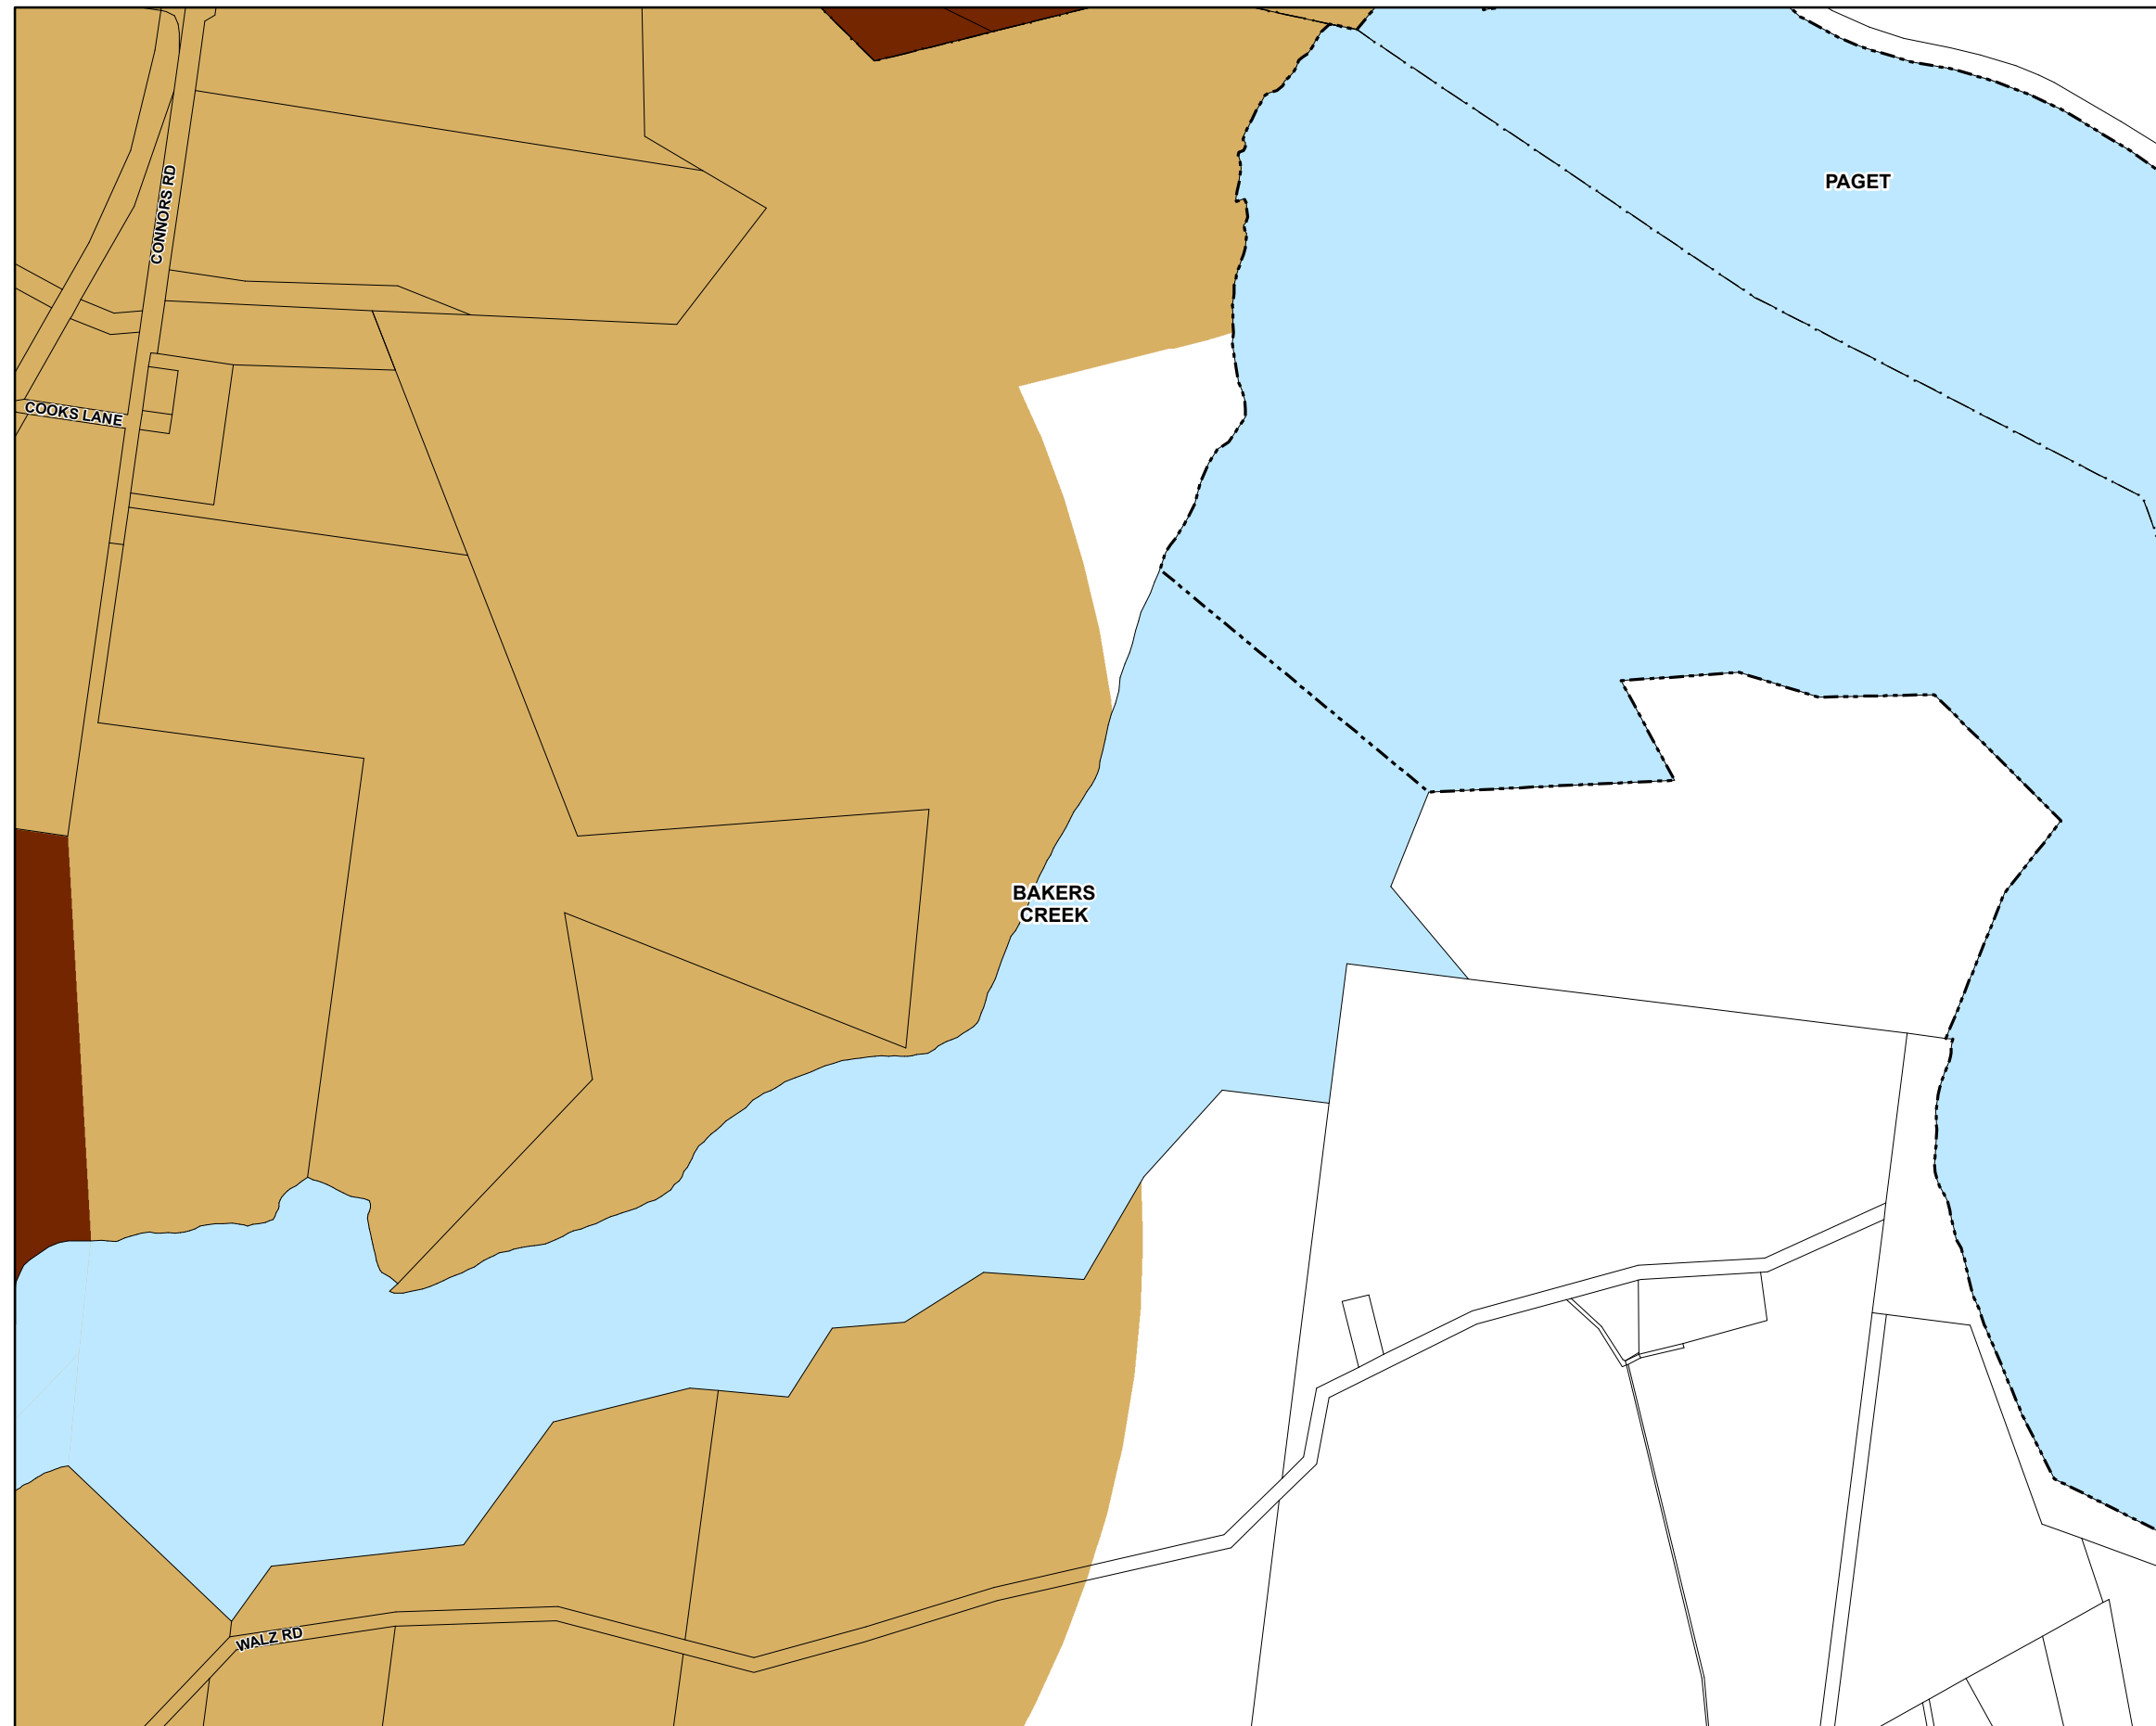 PAGET
CONNORS RD
COOKS LANE
BAKERS
CREEK
WALZ RD